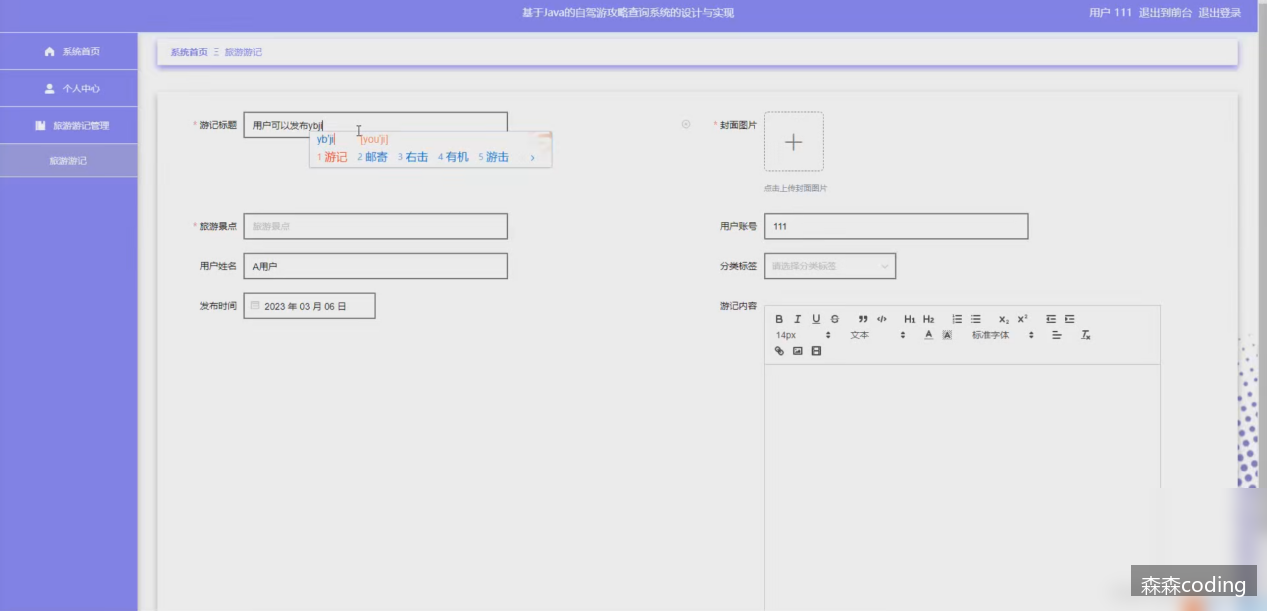 基于Java的自驾游攻略查询系统的设计与实现
用户 111 退出到前台 退出登录
系统首页
个人中心
旅游游记管理
旅游游记
系统首页 旅游游记
* 游记标题 用户可以发布ybji
yb'ji [you'ji]
1 游记 2 邮寄 3 右击 4 有机 5 游击 ›
* 封面图片
点击上传封面图片
* 旅游景点 旅游景点
用户账号 111
用户姓名 A用户
分类标签 请选择分类标签
发布时间 2023 年 03 月 06 日
游记内容
B I U S ” </> H1 H2 X₂ X²
14px 文本 A A 标准字体 Tx
森森coding